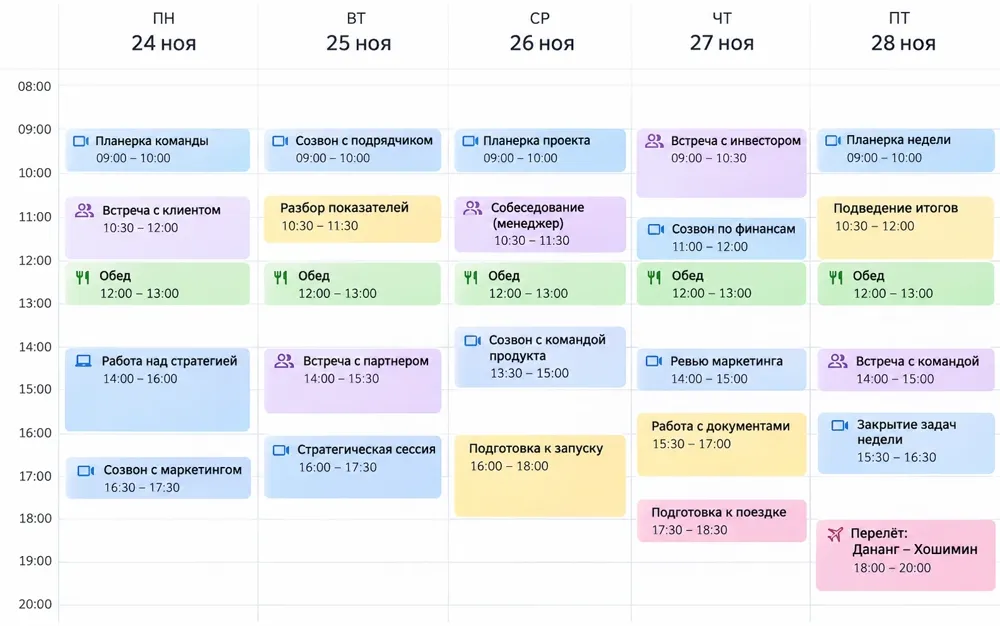 ПН
24 ноя
ВТ
25 ноя
СР
26 ноя
ЧТ
27 ноя
ПТ
28 ноя
08:00
09:00
10:00
11:00
12:00
13:00
14:00
15:00
16:00
17:00
18:00
19:00
20:00
Планерка команды
09:00 – 10:00
Встреча с клиентом
10:30 – 12:00
Обед
12:00 – 13:00
Работа над стратегией
14:00 – 16:00
Созвон с маркетингом
16:30 – 17:30
Созвон с подрядчиком
09:00 – 10:00
Разбор показателей
10:30 – 11:30
Обед
12:00 – 13:00
Встреча с партнером
14:00 – 15:30
Стратегическая сессия
16:00 – 17:30
Планерка проекта
09:00 – 10:00
Собеседование
(менеджер)
10:30 – 11:30
Обед
12:00 – 13:00
Созвон с командой
продукта
13:30 – 15:00
Подготовка к запуску
16:00 – 18:00
Встреча с инвестором
09:00 – 10:30
Созвон по финансам
11:00 – 12:00
Обед
12:00 – 13:00
Ревью маркетинга
14:00 – 15:00
Работа с документами
15:30 – 17:00
Подготовка к поездке
17:30 – 18:30
Планерка недели
09:00 – 10:00
Подведение итогов
10:30 – 12:00
Обед
12:00 – 13:00
Встреча с командой
14:00 – 15:00
Закрытие задач
недели
15:30 – 16:30
Перелёт:
Дананг – Хошимин
18:00 – 20:00